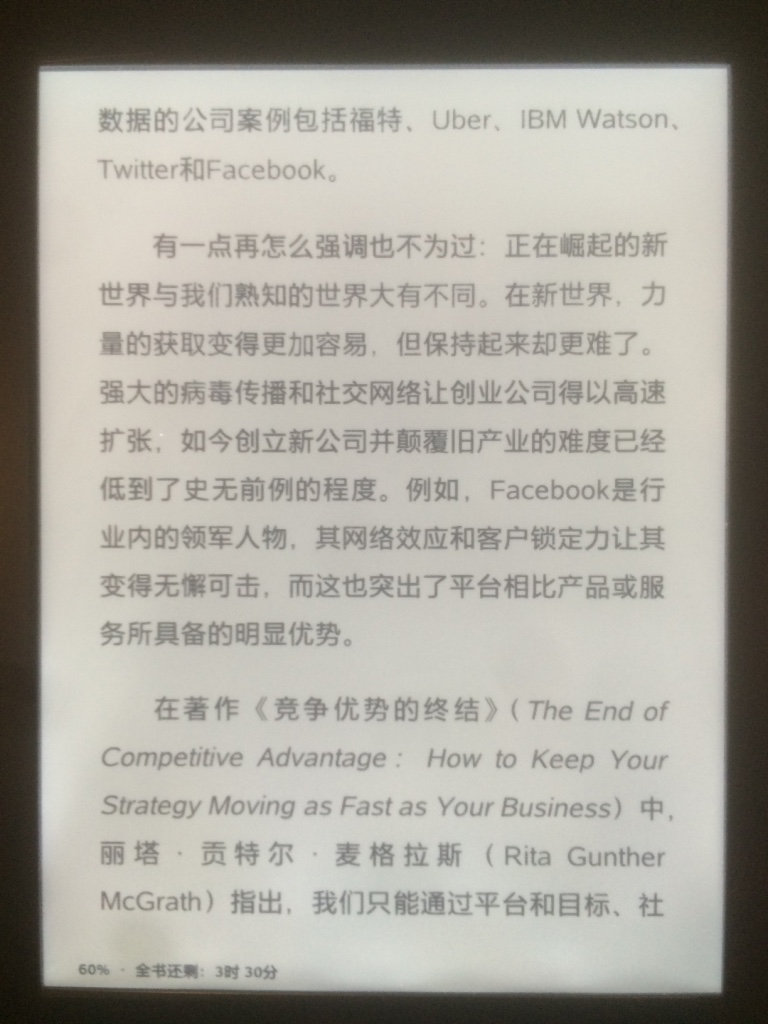 数据的公司案例包括福特、Uber、IBM Watson、
Twitter和Facebook。
有一点再怎么强调也不为过：正在崛起的新
世界与我们熟知的世界大有不同。在新世界，力
量的获取变得更加容易，但保持起来却更难了。
强大的病毒传播和社交网络让创业公司得以高速
扩张，如今创立新公司并颠覆旧产业的难度已经
低到了史无前例的程度。例如，Facebook是行
业内的领军人物，其网络效应和客户锁定力让其
变得无懈可击，而这也突出了平台相比产品或服
务所具备的明显优势。
在著作《竞争优势的终结》（The End of
Competitive Advantage：How to Keep Your
Strategy Moving as Fast as Your Business）中，
丽塔·贡特尔·麦格拉斯（Rita Gunther
McGrath）指出，我们只能通过平台和目标、社
60% · 全书还剩：3时 30分